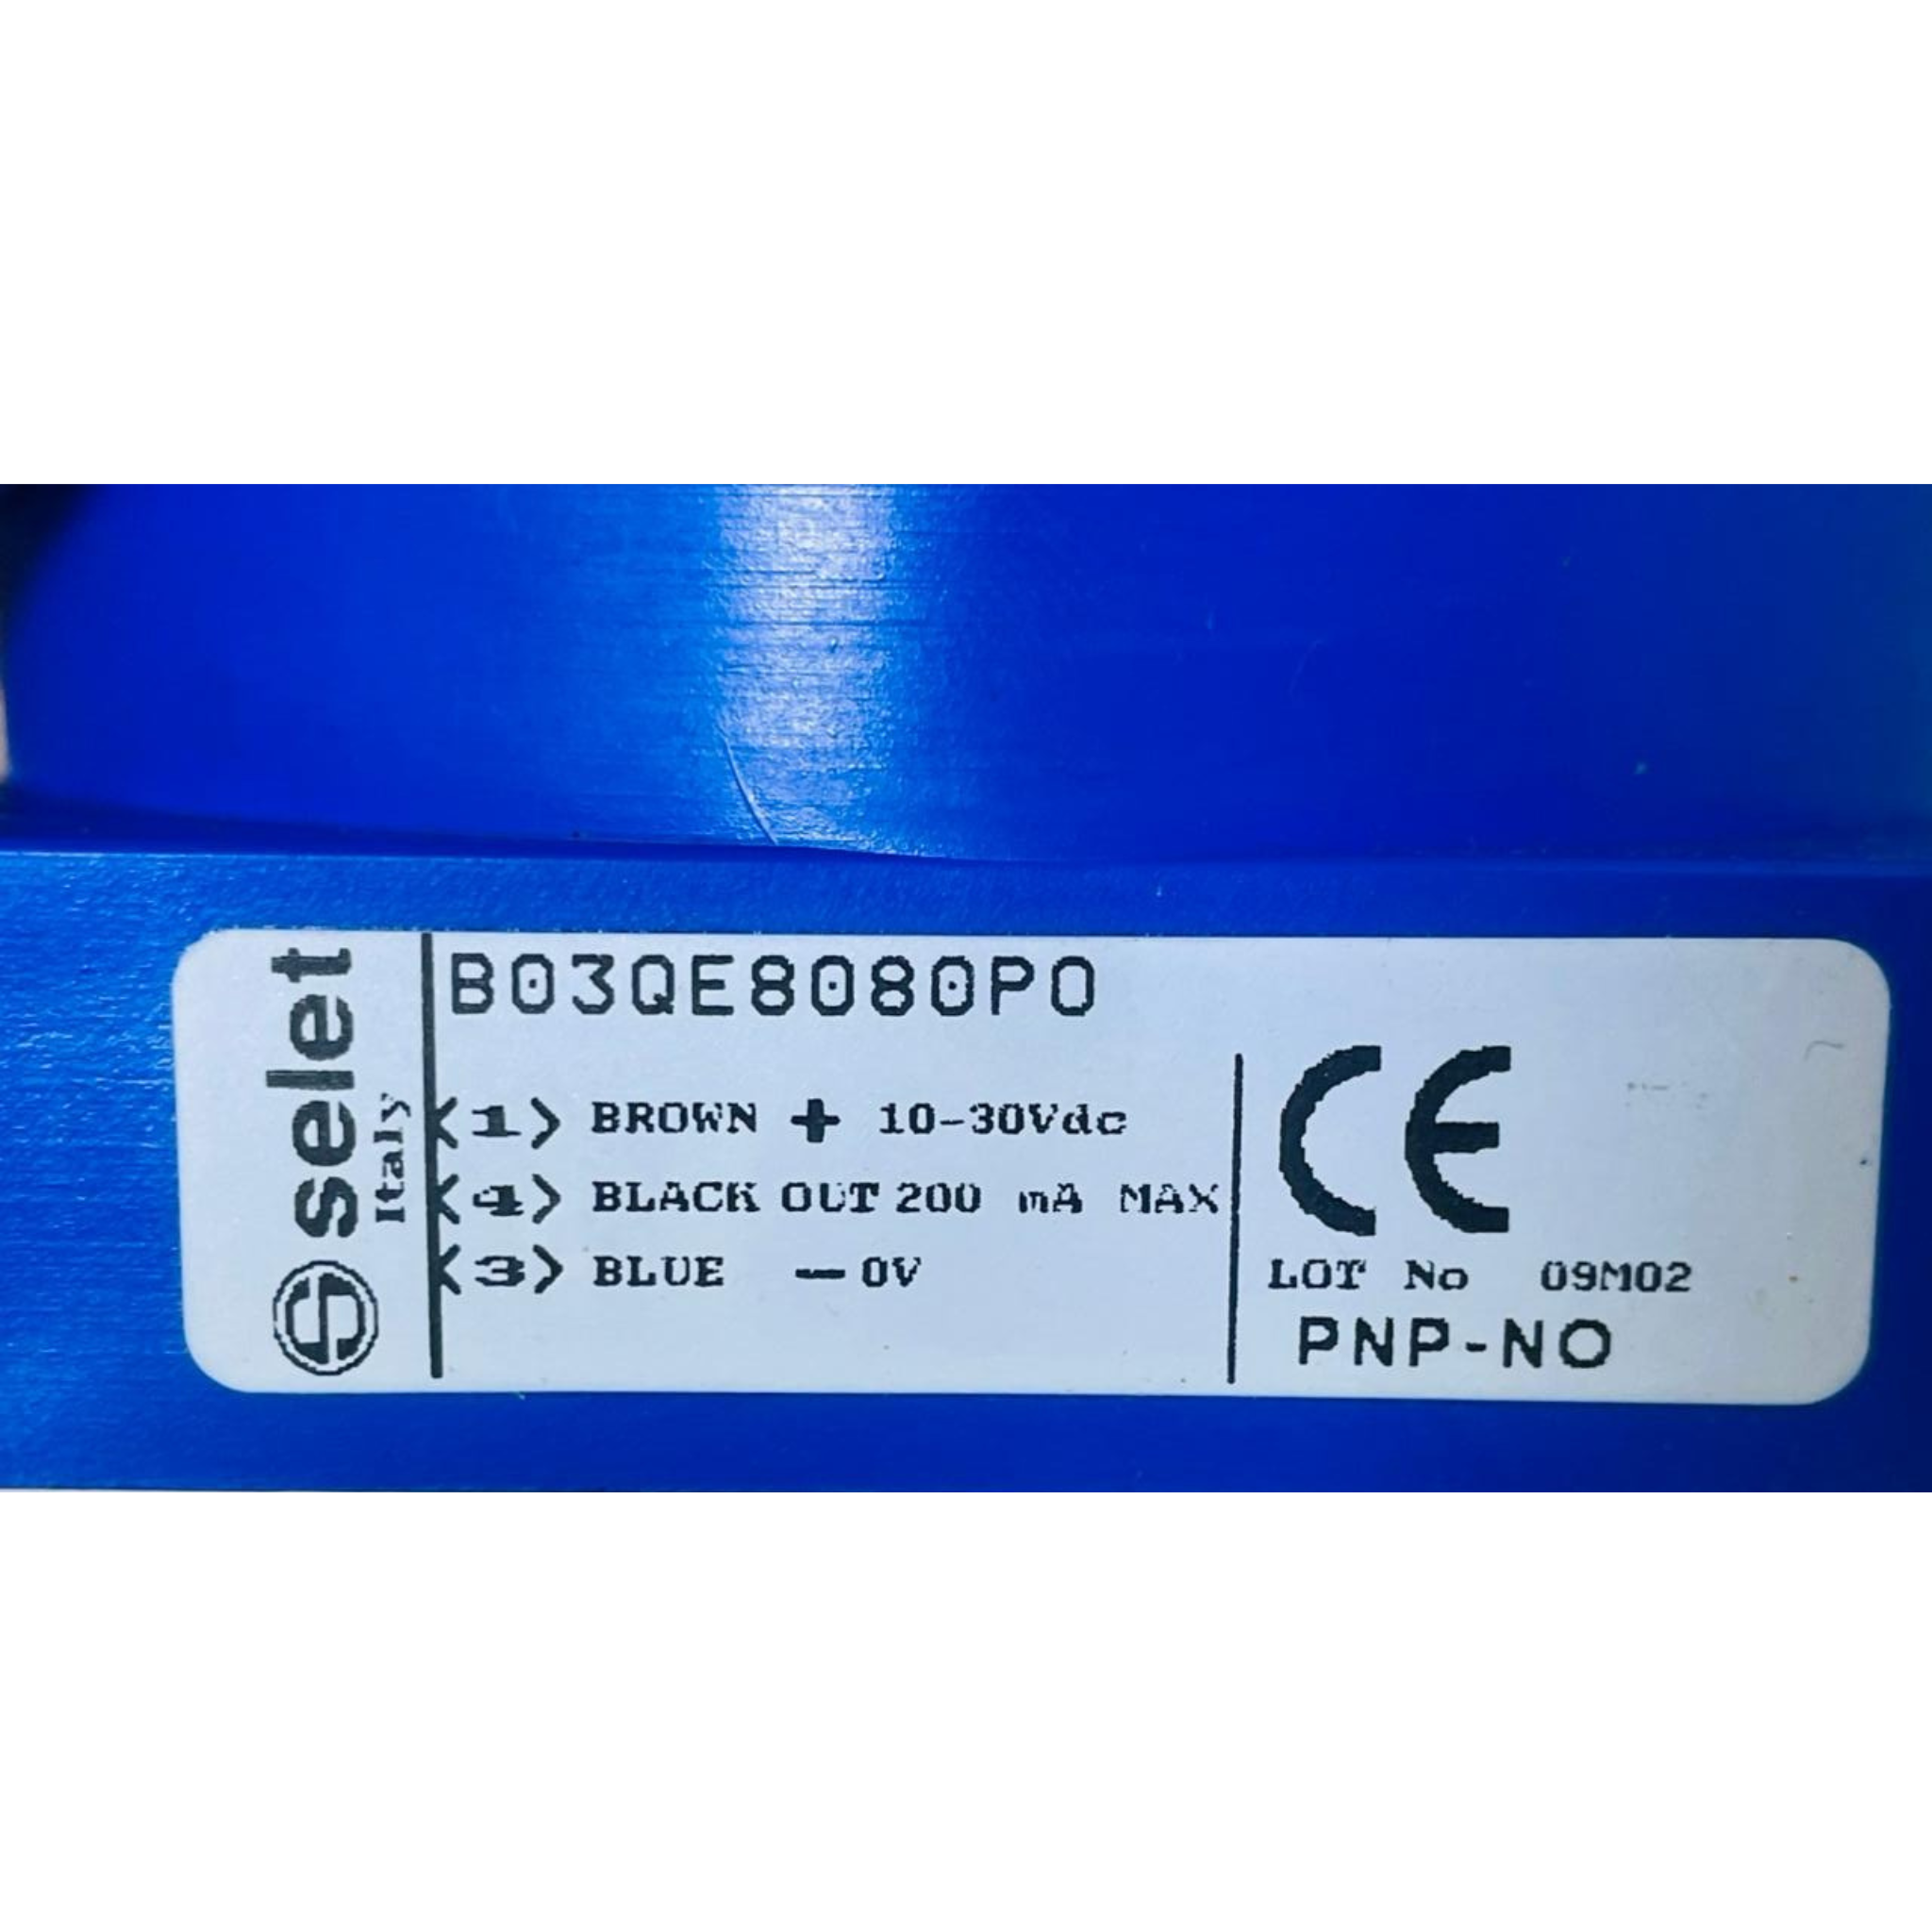 selet
Italy
B03QE8080PO
<1> BROWN + 10-30Vdc
<4> BLACK OUT 200 mA MAX
<3> BLUE — 0V
CE
LOT No 09M02
PNP-NO